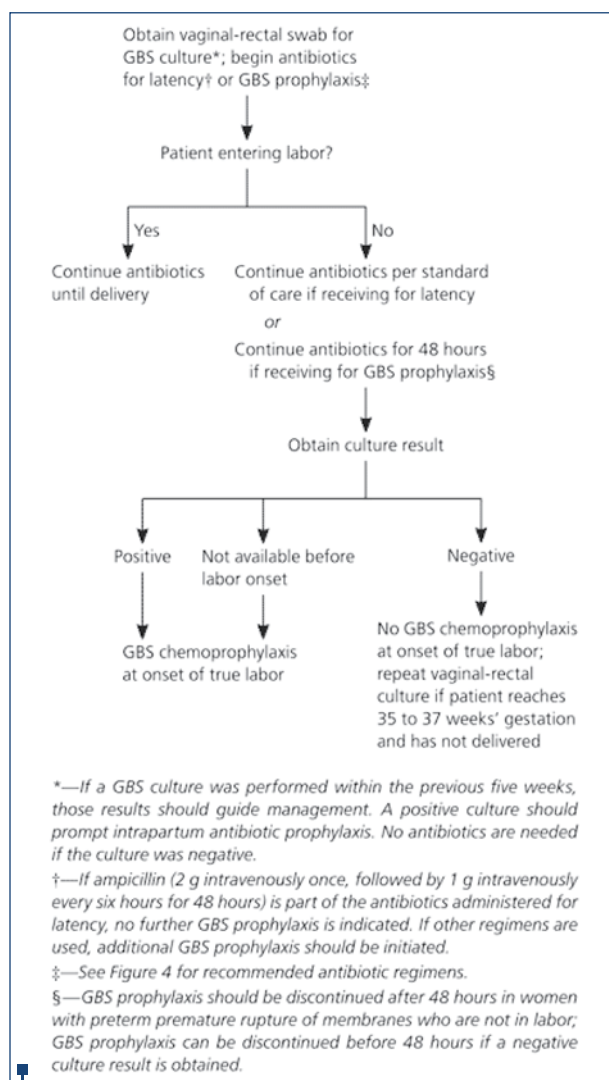 Obtain vaginal-rectal swab for
GBS culture*; begin antibiotics
for latency† or GBS prophylaxis‡
Patient entering labor?
Yes
No
Continue antibiotics
until delivery
Continue antibiotics per standard
of care if receiving for latency
or
Continue antibiotics for 48 hours
if receiving for GBS prophylaxis§
Obtain culture result
Positive
Not available before
labor onset
Negative
GBS chemoprophylaxis
at onset of true labor
No GBS chemoprophylaxis
at onset of true labor;
repeat vaginal-rectal
culture if patient reaches
35 to 37 weeks' gestation
and has not delivered
*—If a GBS culture was performed within the previous five weeks,
those results should guide management. A positive culture should
prompt intrapartum antibiotic prophylaxis. No antibiotics are needed
if the culture was negative.
†—If ampicillin (2 g intravenously once, followed by 1 g intravenously
every six hours for 48 hours) is part of the antibiotics administered for
latency, no further GBS prophylaxis is indicated. If other regimens are
used, additional GBS prophylaxis should be initiated.
‡—See Figure 4 for recommended antibiotic regimens.
§—GBS prophylaxis should be discontinued after 48 hours in women
with preterm premature rupture of membranes who are not in labor;
GBS prophylaxis can be discontinued before 48 hours if a negative
culture result is obtained.